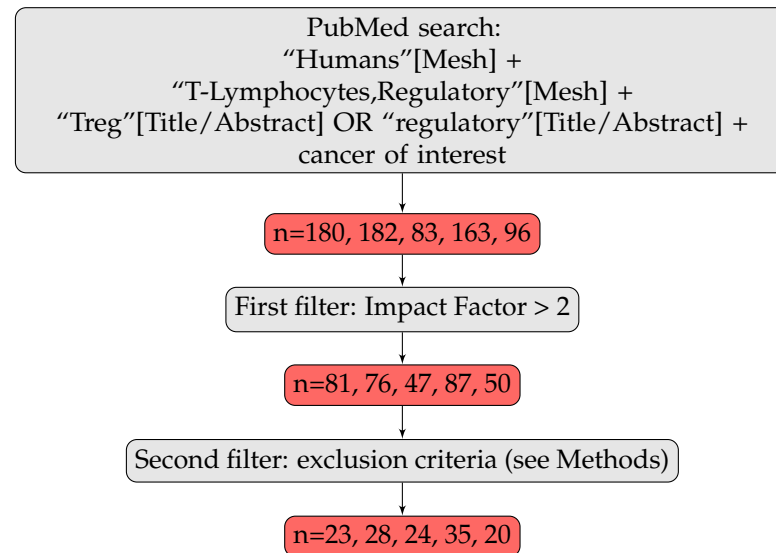 PubMed search:
“Humans”[Mesh] +
“T-Lymphocytes,Regulatory”[Mesh] +
“Treg”[Title/Abstract] OR “regulatory”[Title/Abstract] +
cancer of interest
n=180, 182, 83, 163, 96
First filter: Impact Factor > 2
n=81, 76, 47, 87, 50
Second filter: exclusion criteria (see Methods)
n=23, 28, 24, 35, 20